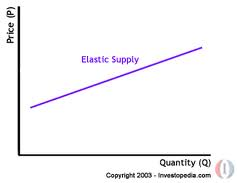 Price (P)
Elastic Supply
Quantity (Q)
Copyright 2003 - Investopedia.com